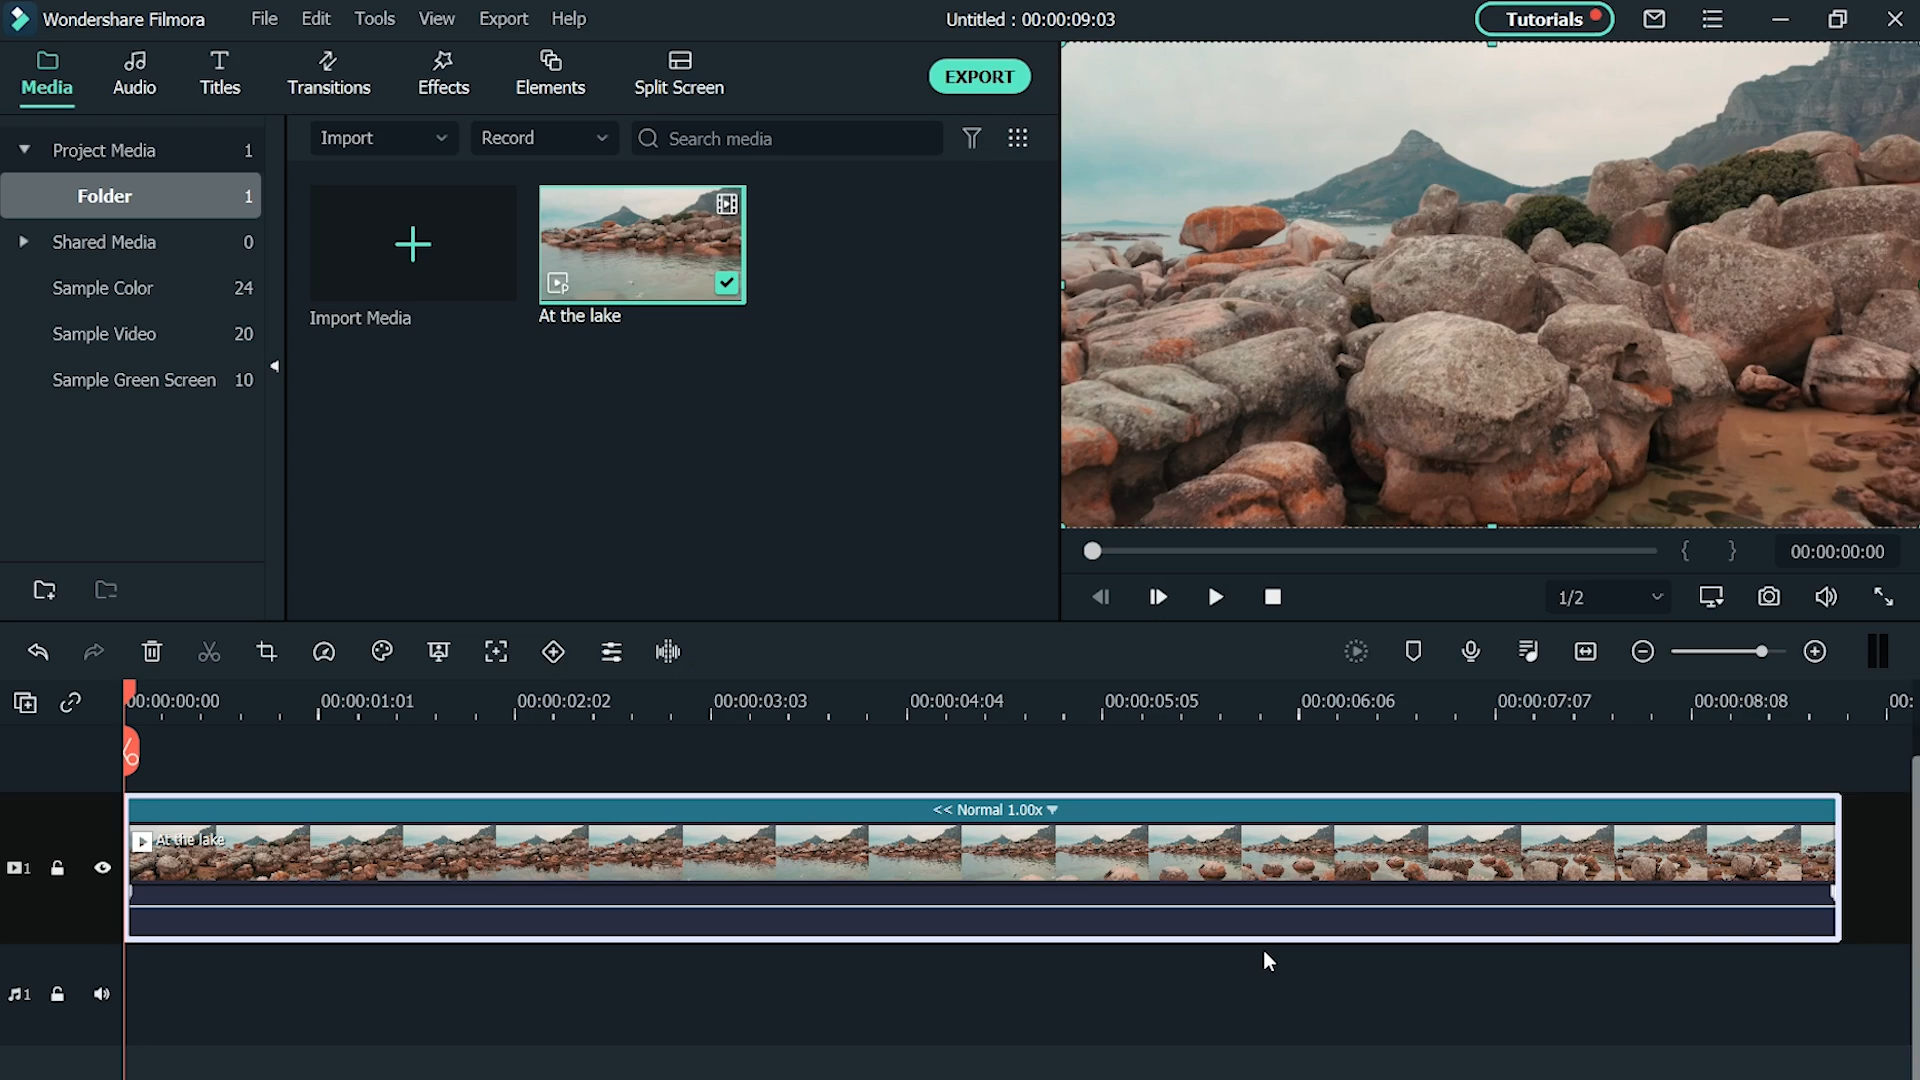 Wondershare Filmora
File Edit Tools View Export Help
Untitled : 00:00:09:03
Tutorials
Media Audio Titles Transitions Effects Elements Split Screen
EXPORT
Project Media 1
Folder 1
Shared Media 0
Sample Color 24
Sample Video 20
Sample Green Screen 10
Import Record Search media
Import Media
At the lake
{ } 00:00:00:00
1/2
00:00:00:00 00:00:01:01 00:00:02:02 00:00:03:03 00:00:04:04 00:00:05:05 00:00:06:06 00:00:07:07 00:00:08:08 00:
<< Normal 1.00x
At the lake
1
1